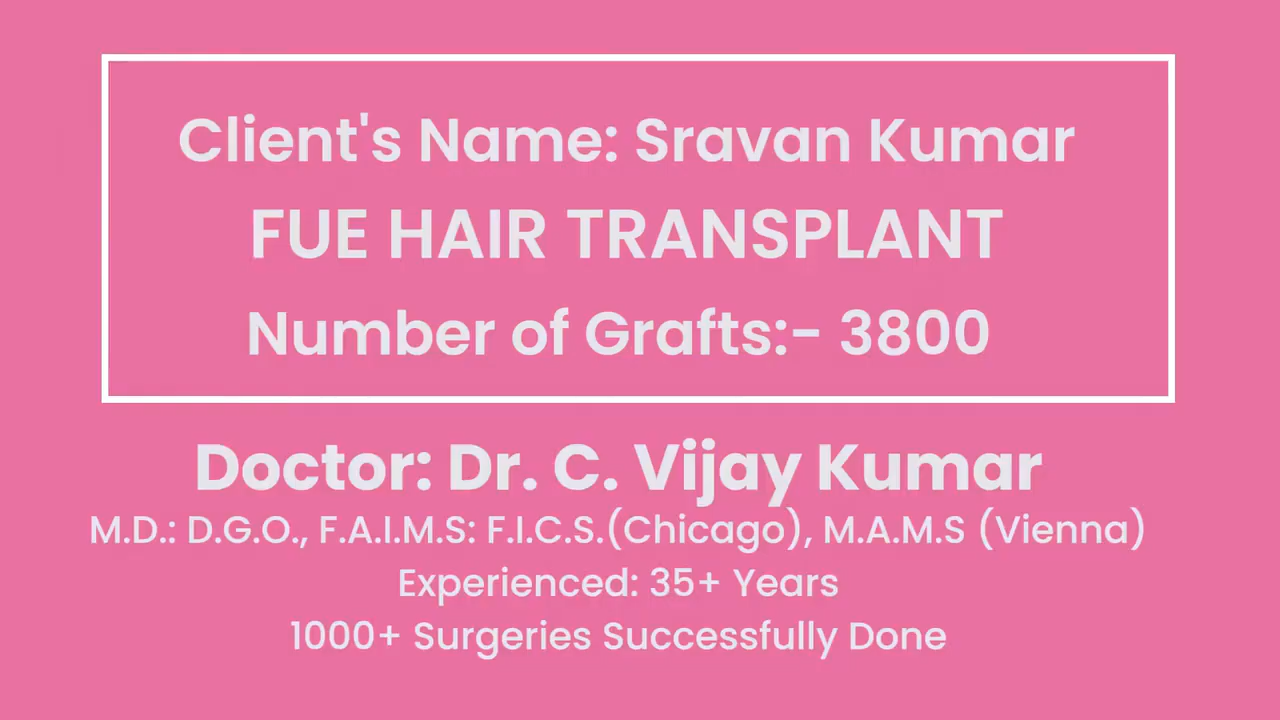 Client's Name: Sravan Kumar
FUE HAIR TRANSPLANT
Number of Grafts:- 3800
Doctor: Dr. C. Vijay Kumar
M.D.: D.G.O., F.A.I.M.S: F.I.C.S.(Chicago), M.A.M.S (Vienna)
Experienced: 35+ Years
1000+ Surgeries Successfully Done